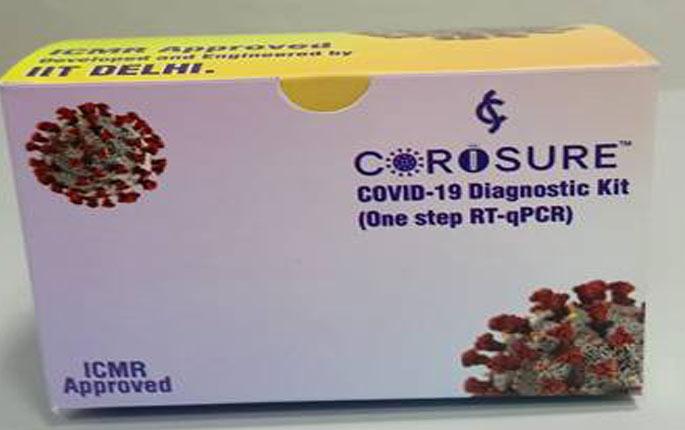 ICMR Approved
Developed and Engineered by
IIT DELHI.
COROSURE™
COVID-19 Diagnostic Kit
(One step RT-qPCR)
ICMR
Approved